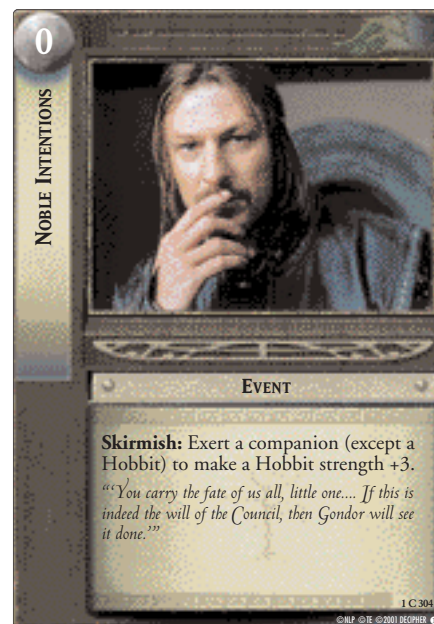 0
NOBLE INTENTIONS
EVENT
Skirmish: Exert a companion (except a
Hobbit) to make a Hobbit strength +3.
"'You carry the fate of us all, little one.... If this is
indeed the will of the Council, then Gondor will see
it done.'"
1 C 304
©NLP ©TE ©2001 DECIPHER